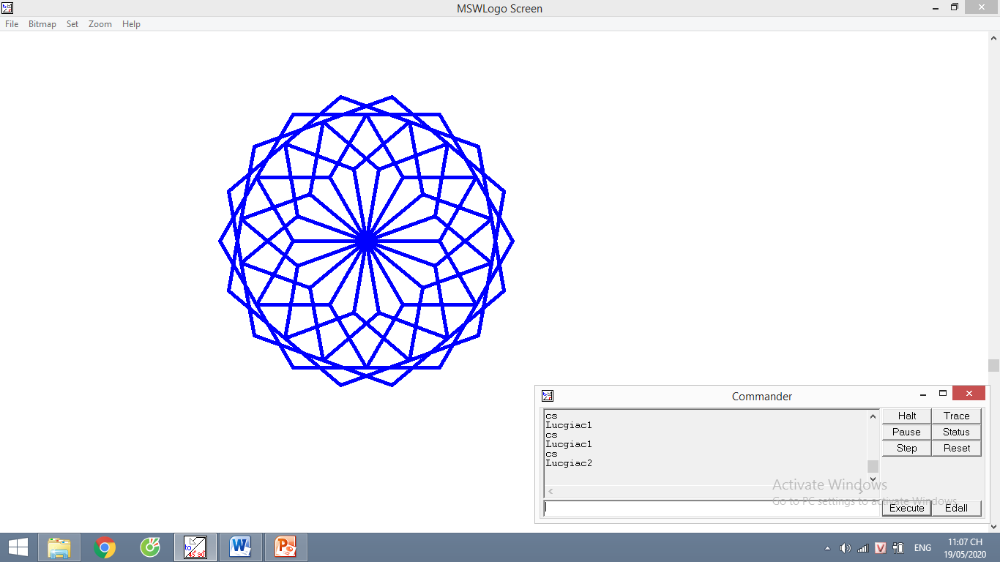 MSWLogo Screen
File Bitmap Set Zoom Help
Commander
cs
Lucgiac1
cs
Lucgiac1
cs
Lucgiac2
Halt Trace
Pause Status
Step Reset
Activate Windows
Go to PC settings to activate Windows.
Execute Edall
ENG
11:07 CH
19/05/2020